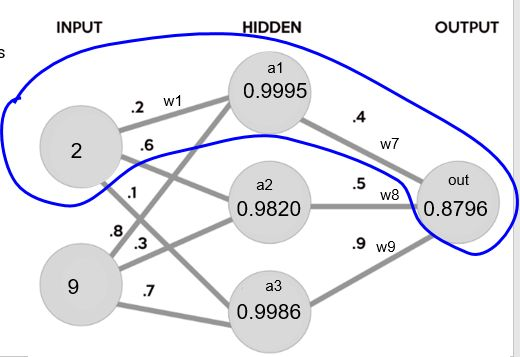 INPUT
HIDDEN
OUTPUT
s
a1
0.9995
.2
w1
.4
w7
2
.6
.1
a2
0.9820
.5
w8
out
0.8796
.8
.3
.9
w9
9
.7
a3
0.9986